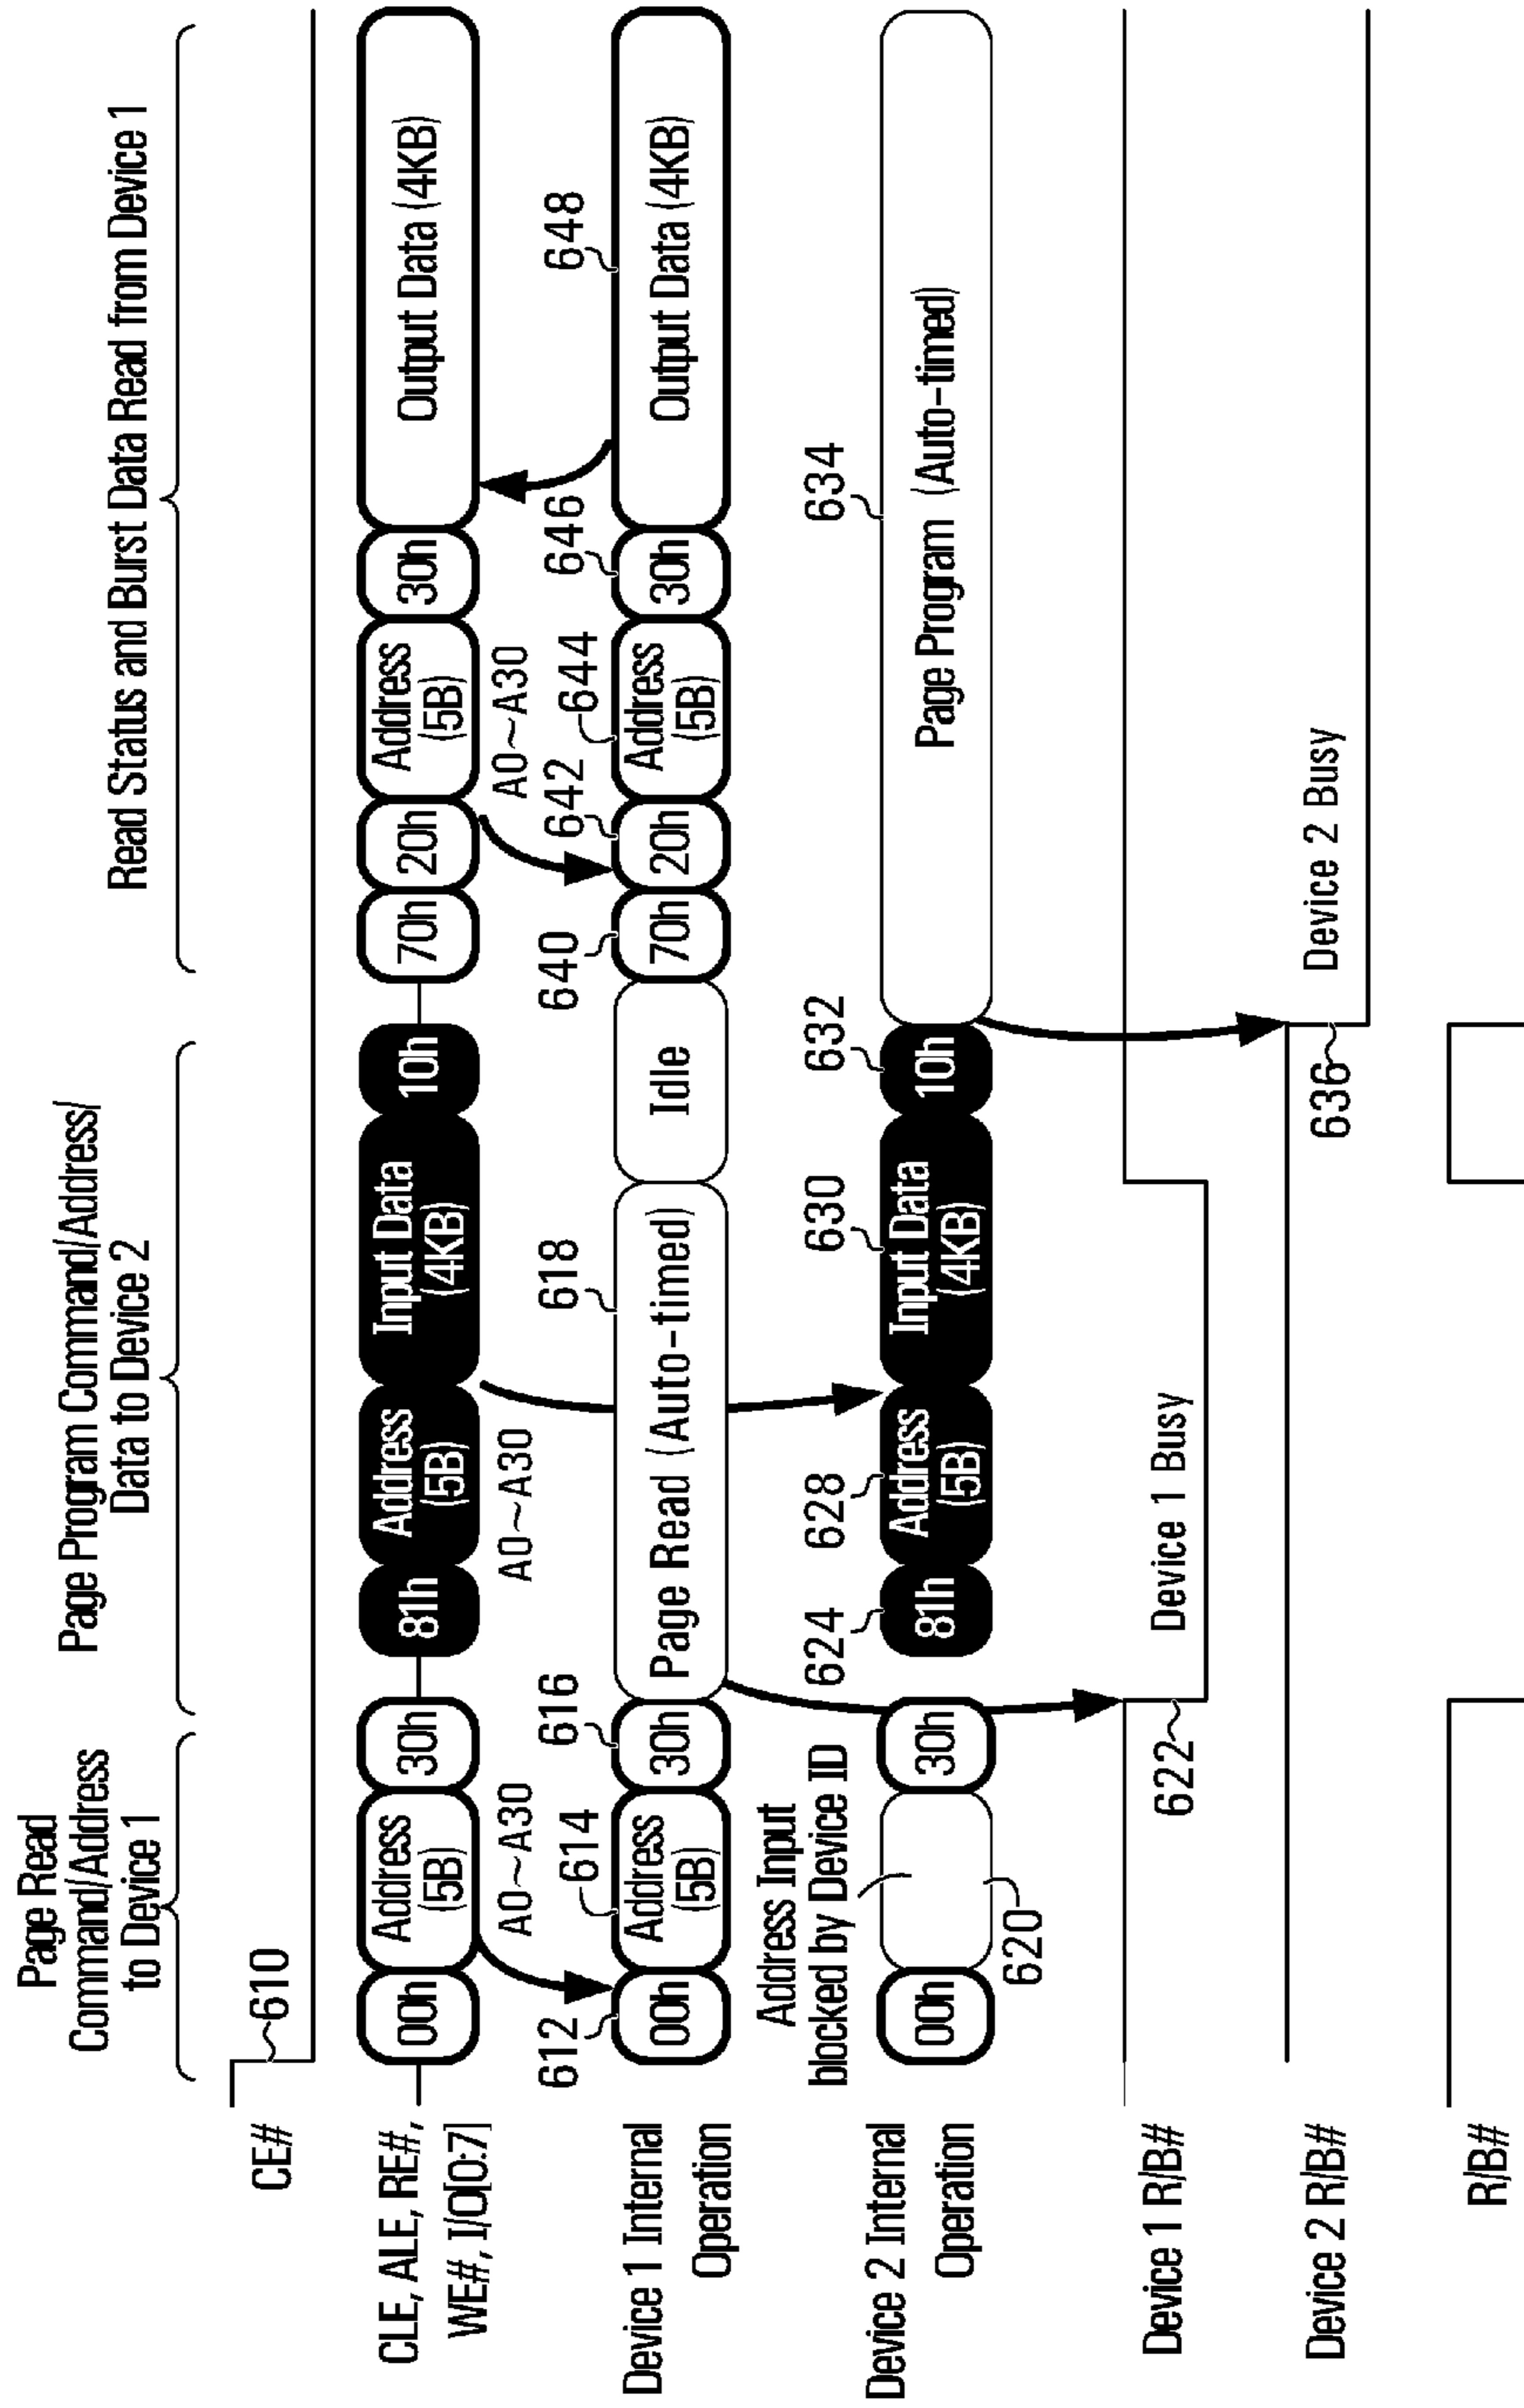 Page Read
Command/Address
to Device 1
Page Program Command/Address/
Data to Device 2
Read Status and Burst Data Read from Device 1
CE#
610
CLE, ALE, RE#,
WE#, I/O[0:7]
00h
Address
(5B)
30h
81h
Address
(5B)
Input Data
(4KB)
10h
70h
20h
Address
(5B)
30h
Output Data (4KB)
A0~A30
A0~A30
A0~A30
612
614
616
618
640
642
644
646
648
Device 1 Internal
Operation
00h
Address
(5B)
30h
Page Read (Auto-timed)
Idle
70h
20h
Address
(5B)
30h
Output Data (4KB)
Address Input
blocked by Device ID
624
628
630
632
634
Device 2 Internal
Operation
00h
30h
81h
Address
(5B)
Input Data
(4KB)
10h
Page Program (Auto-timed)
620
Device 1 R/B#
622
Device 1 Busy
Device 2 R/B#
636
Device 2 Busy
R/B#